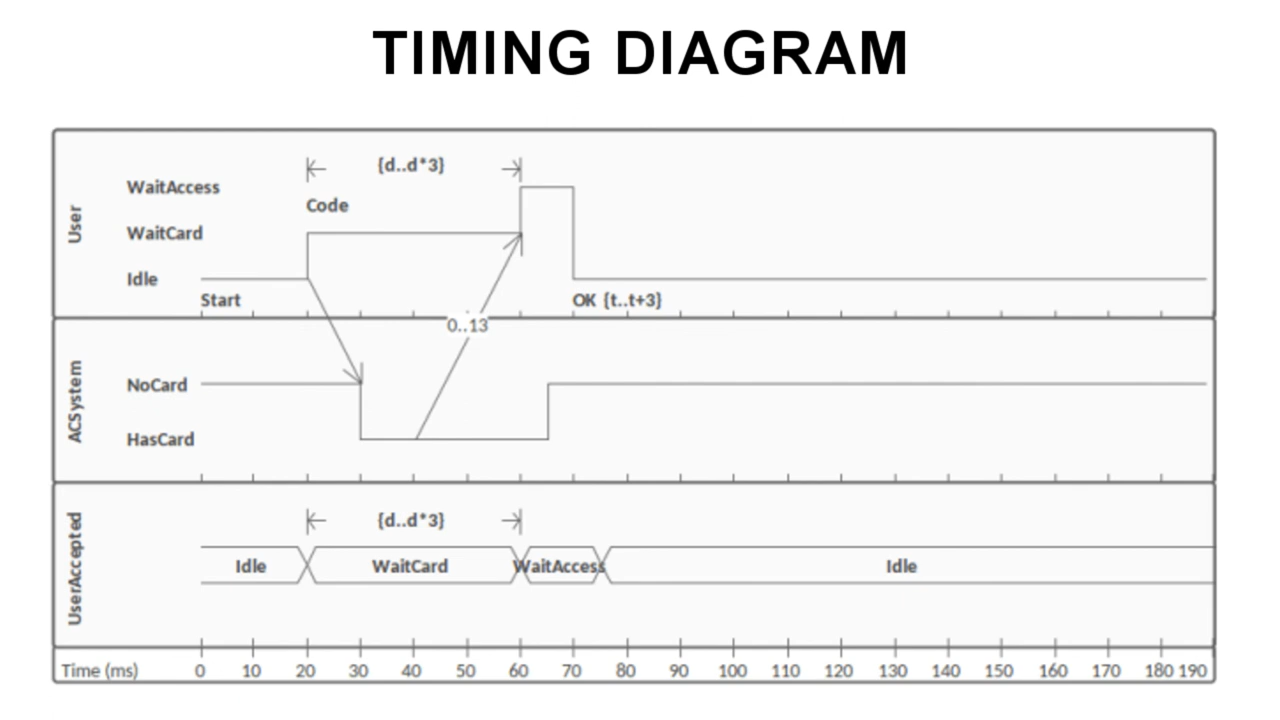 TIMING DIAGRAM
User
{d..d*3}
WaitAccess
Code
WaitCard
Idle
Start
OK {t..t+3}
0..13
ACSystem
NoCard
HasCard
UserAccepted
{d..d*3}
Idle
WaitCard
WaitAccess
Idle
Time (ms) 0 10 20 30 40 50 60 70 80 90 100 110 120 130 140 150 160 170 180 190